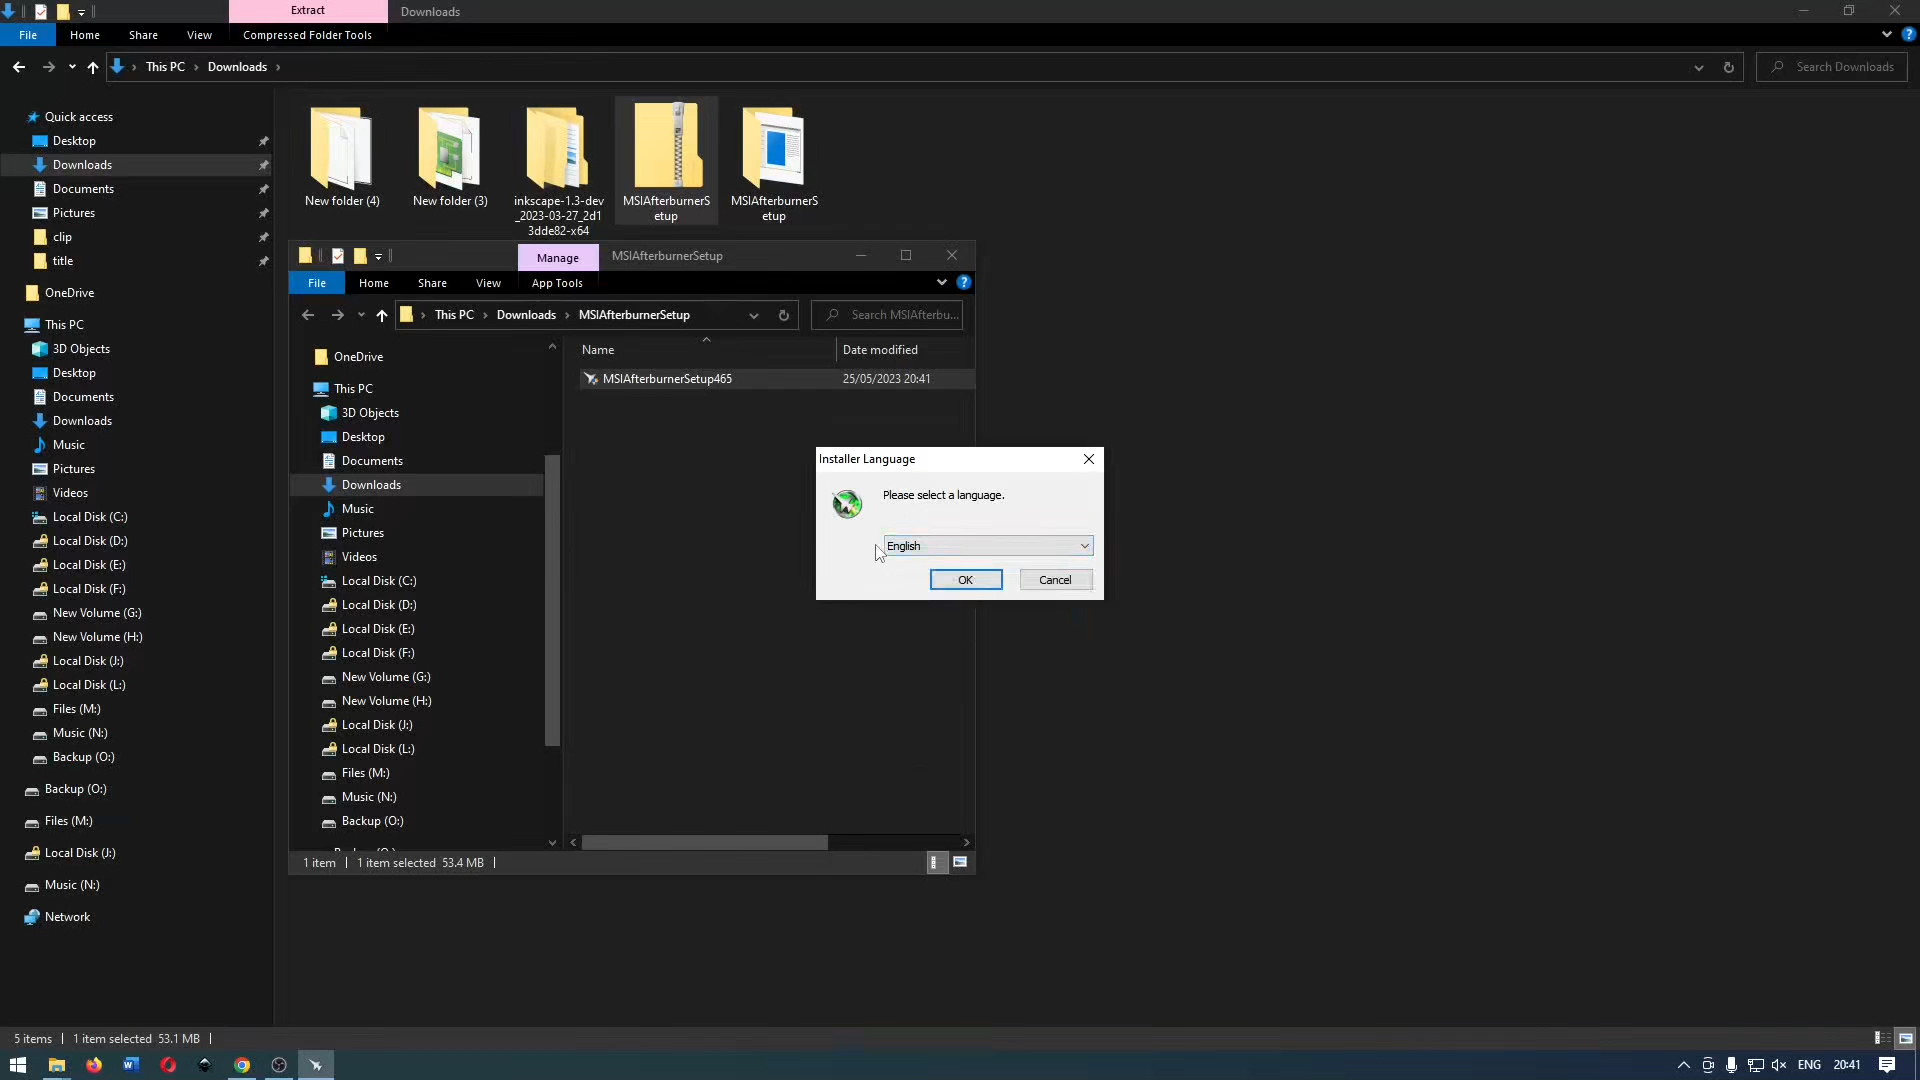 Extract
Downloads
File
Home
Share
View
Compressed Folder Tools
This PC
Downloads
Search Downloads
Quick access
Desktop
Downloads
Documents
Pictures
clip
title
OneDrive
This PC
3D Objects
Desktop
Documents
Downloads
Music
Pictures
Videos
Local Disk (C:)
Local Disk (D:)
Local Disk (E:)
Local Disk (F:)
New Volume (G:)
New Volume (H:)
Local Disk (J:)
Local Disk (L:)
Files (M:)
Music (N:)
Backup (O:)
Backup (O:)
Files (M:)
Local Disk (J:)
Music (N:)
Network
New folder (4)
New folder (3)
inkscape-1.3-dev
_2023-03-27_2d1
3dde82-x64
MSIAfterburnerS
etup
MSIAfterburnerS
etup
Manage
MSIAfterburnerSetup
File
Home
Share
View
App Tools
This PC
Downloads
MSIAfterburnerSetup
Search MSIAfterbu...
OneDrive
This PC
3D Objects
Desktop
Documents
Downloads
Music
Pictures
Videos
Local Disk (C:)
Local Disk (D:)
Local Disk (E:)
Local Disk (F:)
New Volume (G:)
New Volume (H:)
Local Disk (J:)
Local Disk (L:)
Files (M:)
Music (N:)
Backup (O:)
Name
Date modified
MSIAfterburnerSetup465
25/05/2023 20:41
1 item
1 item selected 53.4 MB
Installer Language
Please select a language.
English
OK
Cancel
5 items
1 item selected 53.1 MB
ENG
20:41